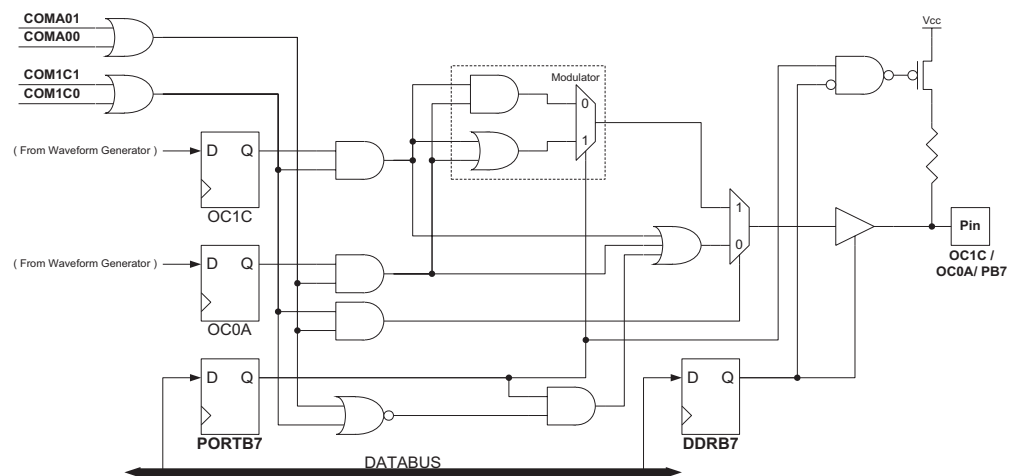 COMA01
COMA00
Vcc
COM1C1
COM1C0
Modulator
0
1
( From Waveform Generator )
D Q
OC1C
1
0
Pin
OC1C /
OC0A/ PB7
( From Waveform Generator )
D Q
OC0A
D Q
PORTB7
D Q
DDRB7
DATABUS